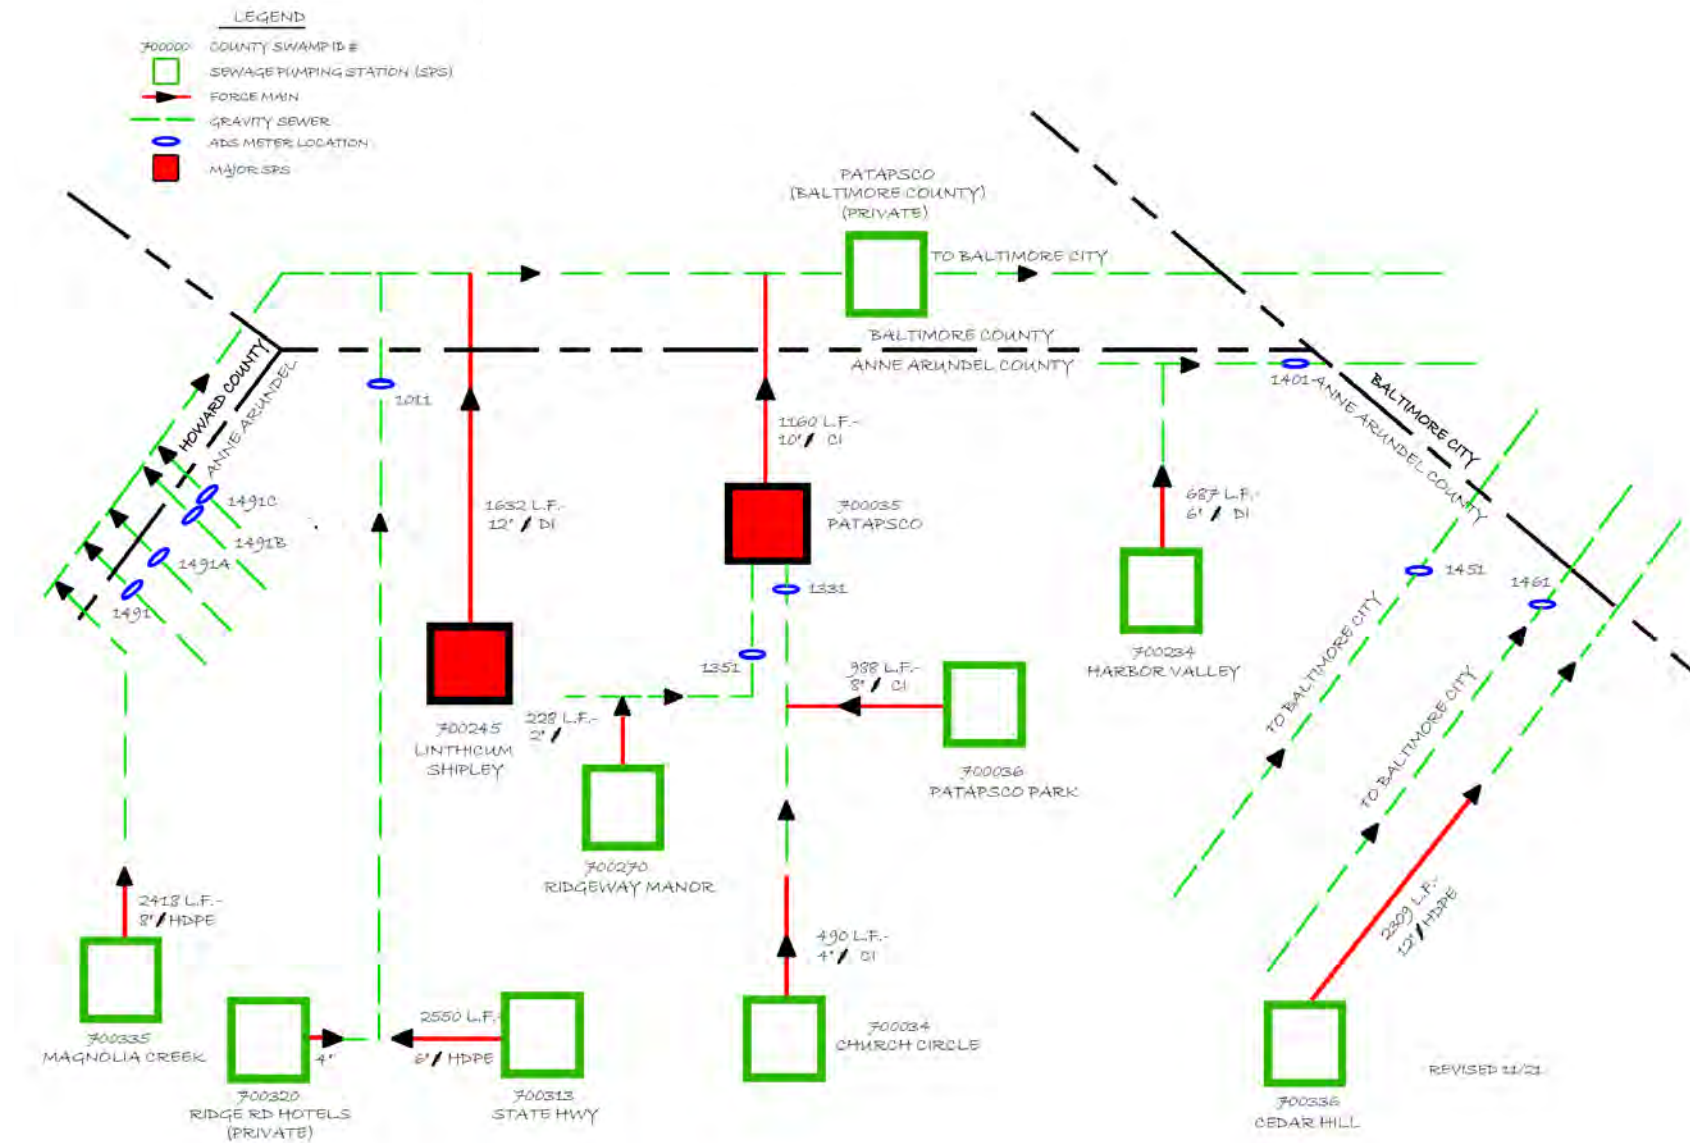 LEGEND
700000 COUNTY SWAMP ID #
SEWAGE PUMPING STATION (SPS)
FORCE MAIN
GRAVITY SEWER
ADS METER LOCATION
MAJOR SPS
PATAPSCO
(BALTIMORE COUNTY)
(PRIVATE)
TO BALTIMORE CITY
BALTIMORE COUNTY
ANNE ARUNDEL COUNTY
HOWARD COUNTY
ANNE ARUNDEL
1011
1401
ANNE ARUNDEL COUNTY
BALTIMORE CITY
1160 L.F.-
10" CI
1491C
1491B
1491A
1491
1632 L.F.-
12" DI
700035
PATAPSCO
687 L.F.-
6" DI
1451
1461
1331
1351
988 L.F.-
8" CI
700234
HARBOR VALLEY
TO BALTIMORE CITY
TO BALTIMORE CITY
228 L.F.-
2"
700245
LINTHICUM
SHIPLEY
700036
PATAPSCO PARK
700270
RIDGEWAY MANOR
2418 L.F.-
8" HDPE
490 L.F.-
4" CI
2309 L.F.-
12" HDPE
700335
MAGNOLIA CREEK
4"
2550 L.F.-
6" HDPE
700034
CHURCH CIRCLE
700320
RIDGE RD HOTELS
(PRIVATE)
700313
STATE HWY
REVISED 11/21
700336
CEDAR HILL